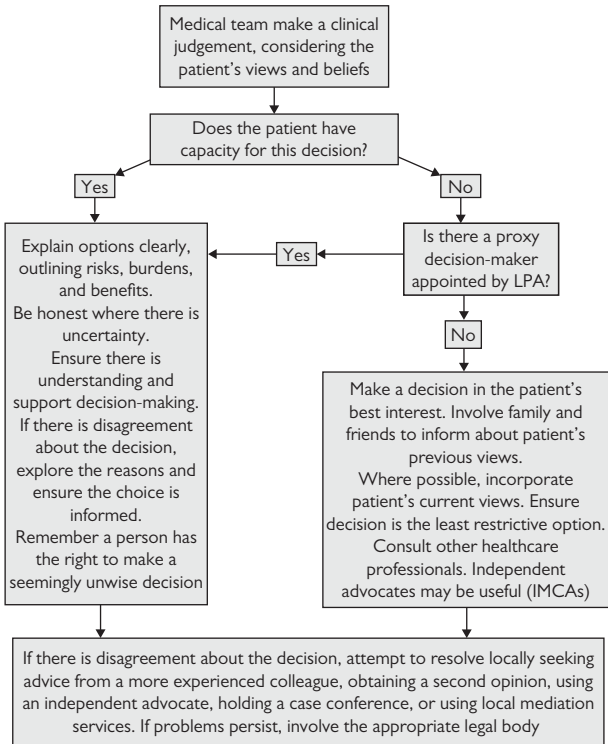 Medical team make a clinical
judgement, considering the
patient's views and beliefs
Does the patient have
capacity for this decision?
Yes
No
Explain options clearly,
outlining risks, burdens,
and benefits.
Be honest where there is
uncertainty.
Ensure there is
understanding and
support decision-making.
If there is disagreement
about the decision,
explore the reasons and
ensure the choice is
informed.
Remember a person has
the right to make a
seemingly unwise decision
Yes
Is there a proxy
decision-maker
appointed by LPA?
No
Make a decision in the patient's
best interest. Involve family and
friends to inform about patient's
previous views.
Where possible, incorporate
patient's current views. Ensure
decision is the least restrictive option.
Consult other healthcare
professionals. Independent
advocates may be useful (IMCAs)
If there is disagreement about the decision, attempt to resolve locally seeking
advice from a more experienced colleague, obtaining a second opinion, using
an independent advocate, holding a case conference, or using local mediation
services. If problems persist, involve the appropriate legal body